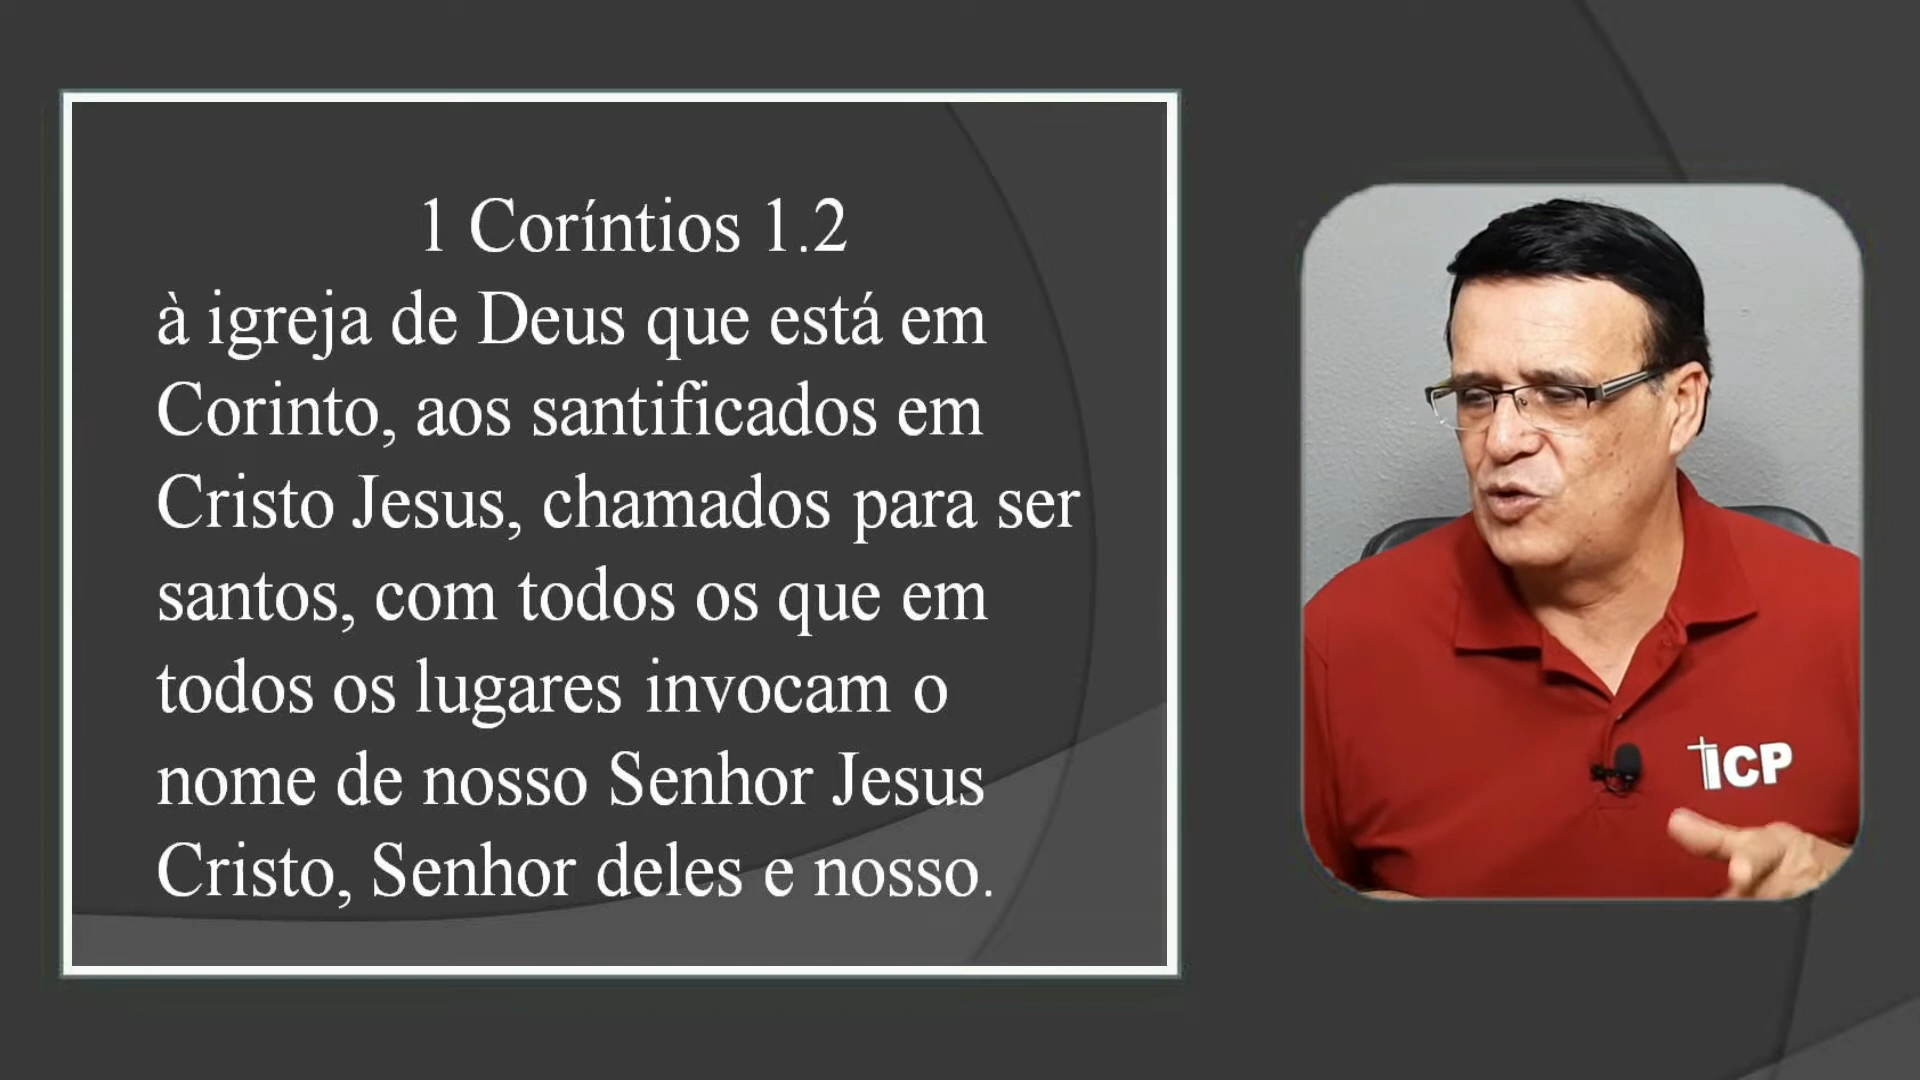 1 Coríntios 1.2
à igreja de Deus que está em
Corinto, aos santificados em
Cristo Jesus, chamados para ser
santos, com todos os que em
todos os lugares invocam o
nome de nosso Senhor Jesus
Cristo, Senhor deles e nosso.
ICP